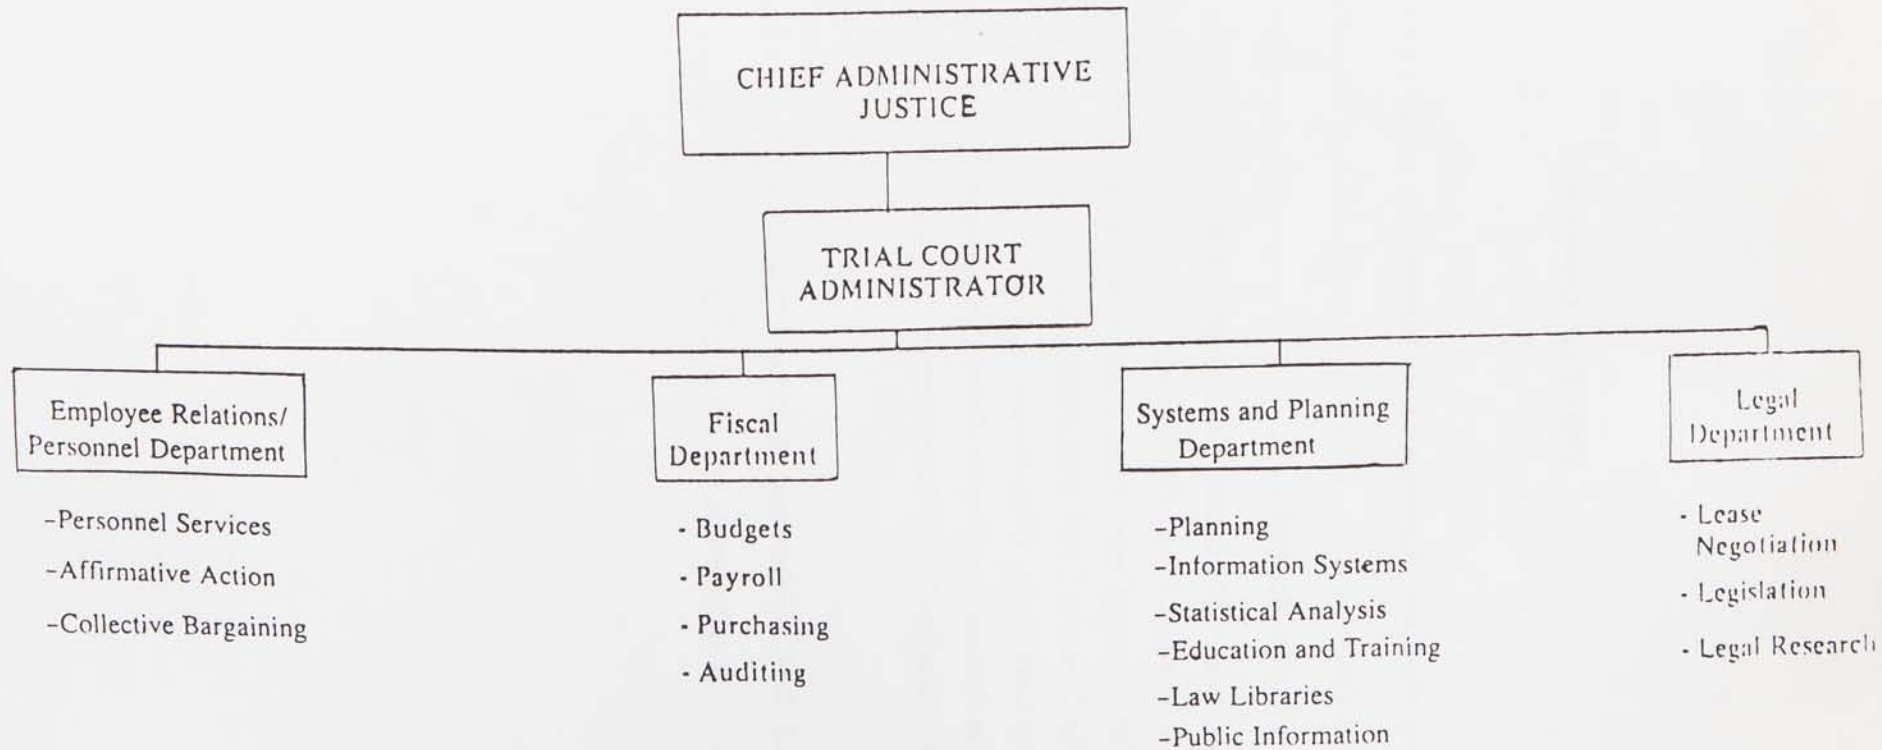 CHIEF ADMINISTRATIVE
JUSTICE
TRIAL COURT
ADMINISTRATOR
Employee Relations/
Personnel Department
-Personnel Services
-Affirmative Action
-Collective Bargaining
Fiscal
Department
- Budgets
- Payroll
- Purchasing
- Auditing
Systems and Planning
Department
-Planning
-Information Systems
-Statistical Analysis
-Education and Training
-Law Libraries
-Public Information
Legal
Department
- Lease
Negotiation
- Legislation
- Legal Research